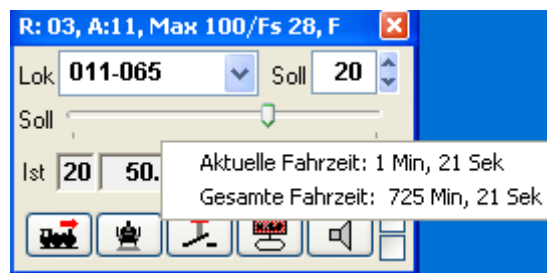 R: 03, A:11, Max 100/Fs 28, F
Lok 011-065 Soll 20
Soll
Ist 20 50.
Aktuelle Fahrzeit: 1 Min, 21 Sek
Gesamte Fahrzeit: 725 Min, 21 Sek